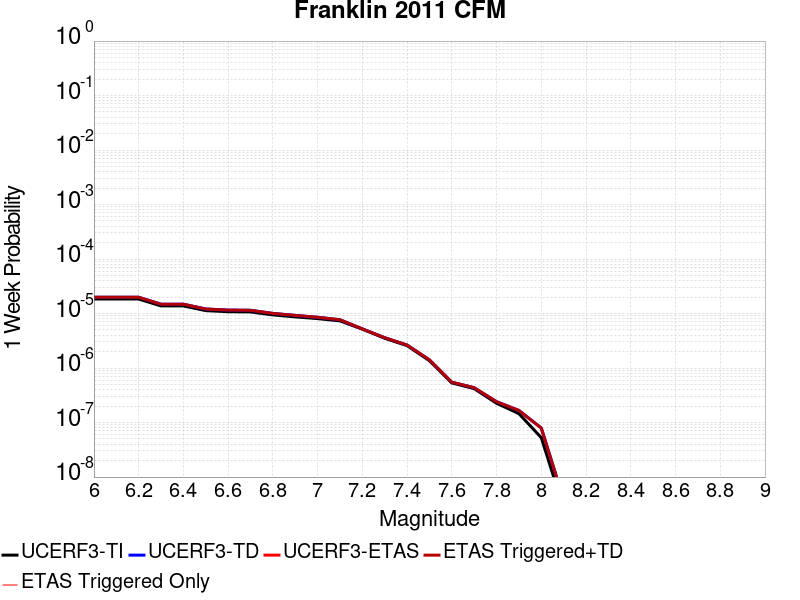 Franklin 2011 CFM
1 Week Probability
10^0
10^-1
10^-2
10^-3
10^-4
10^-5
10^-6
10^-7
10^-8
6 6.2 6.4 6.6 6.8 7 7.2 7.4 7.6 7.8 8 8.2 8.4 8.6 8.8 9
Magnitude
UCERF3-TI UCERF3-TD UCERF3-ETAS ETAS Triggered+TD
ETAS Triggered Only